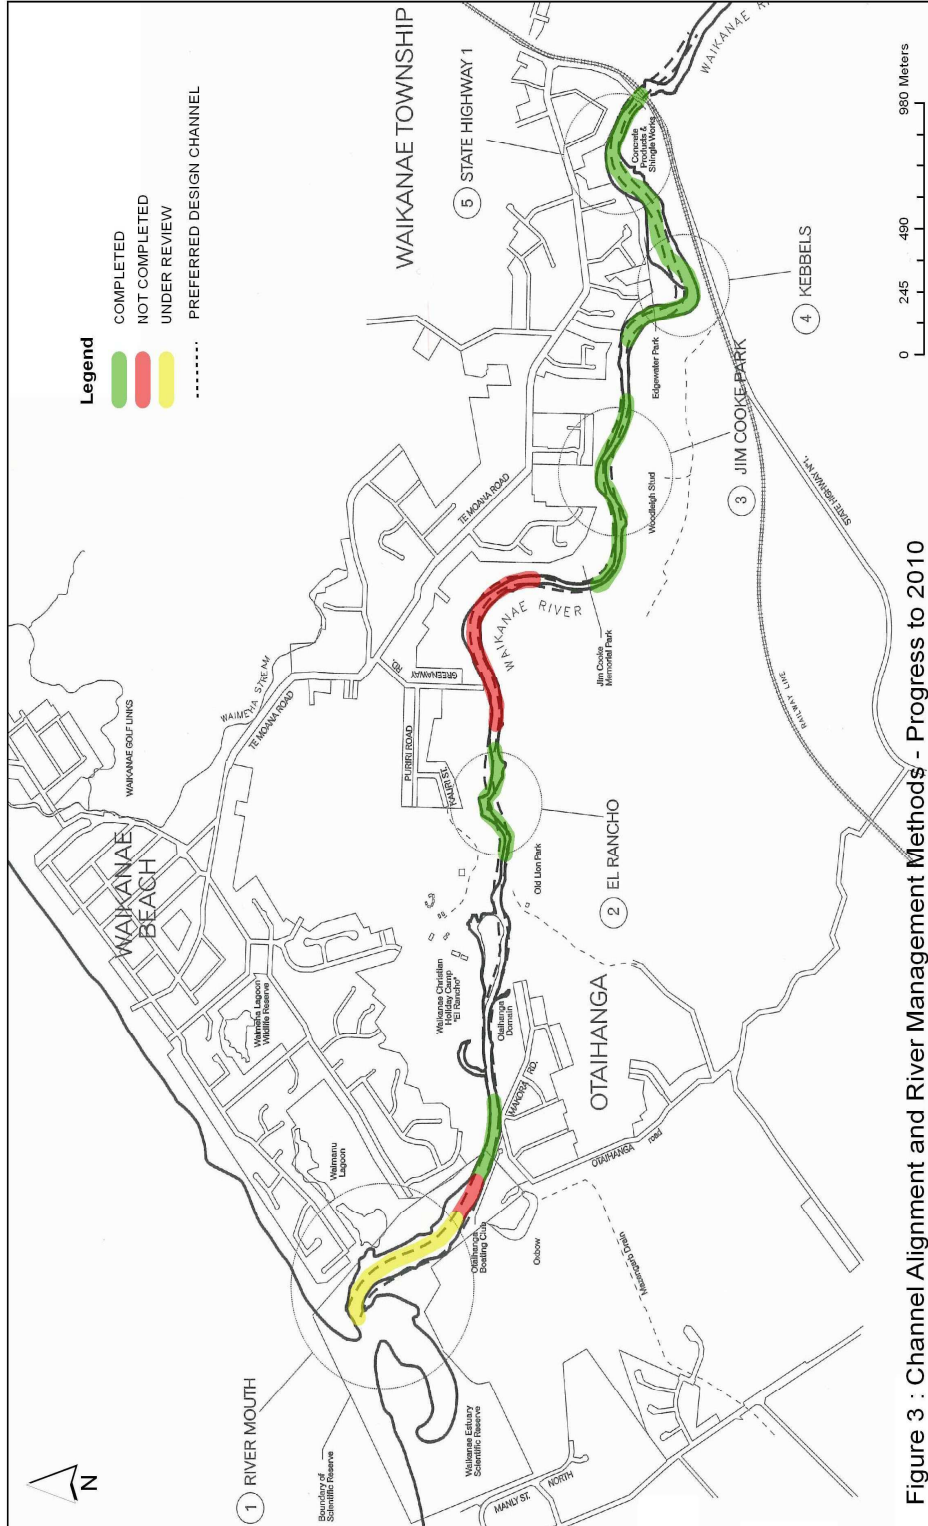 N
1 RIVER MOUTH
Boundary of
Scientific Reserve
Waikanae Estuary
Scientific Reserve
MANLY ST.
NORTH
Waimanu
Lagoon
Otaihanga
Boating Club
Oxbow
Mazengarb Drain
WAIKANAE
BEACH
Waimeha Lagoon
Wildlife Reserve
WAIKANAE GOLF LINKS
WAIMEHA STREAM
TE MOANA ROAD
Waikanae Christian
Holiday Camp
"El Rancho"
Otaihanga
Domain
MAKORA RD.
OTAIHANGA
OTAIHANGA road
PURIRI ROAD
KAURI ST.
GREENAWAY
RD.
Old Lion Park
2 EL RANCHO
WAIKANAE RIVER
Jim Cooke
Memorial Park
TE MOANA ROAD
Woodleigh Stud
3 JIM COOKE PARK
RAILWAY LINE
STATE HIGHWAY Nº1.
Edgewater Park
4 KEBBELS
WAIKANAE TOWNSHIP
5 STATE HIGHWAY 1
Concrete
Products &
Shingle Works
WAIKANAE R
Legend
COMPLETED
NOT COMPLETED
UNDER REVIEW
PREFERRED DESIGN CHANNEL
0 245 490 980 Meters
Figure 3 : Channel Alignment and River Management Methods - Progress to 2010